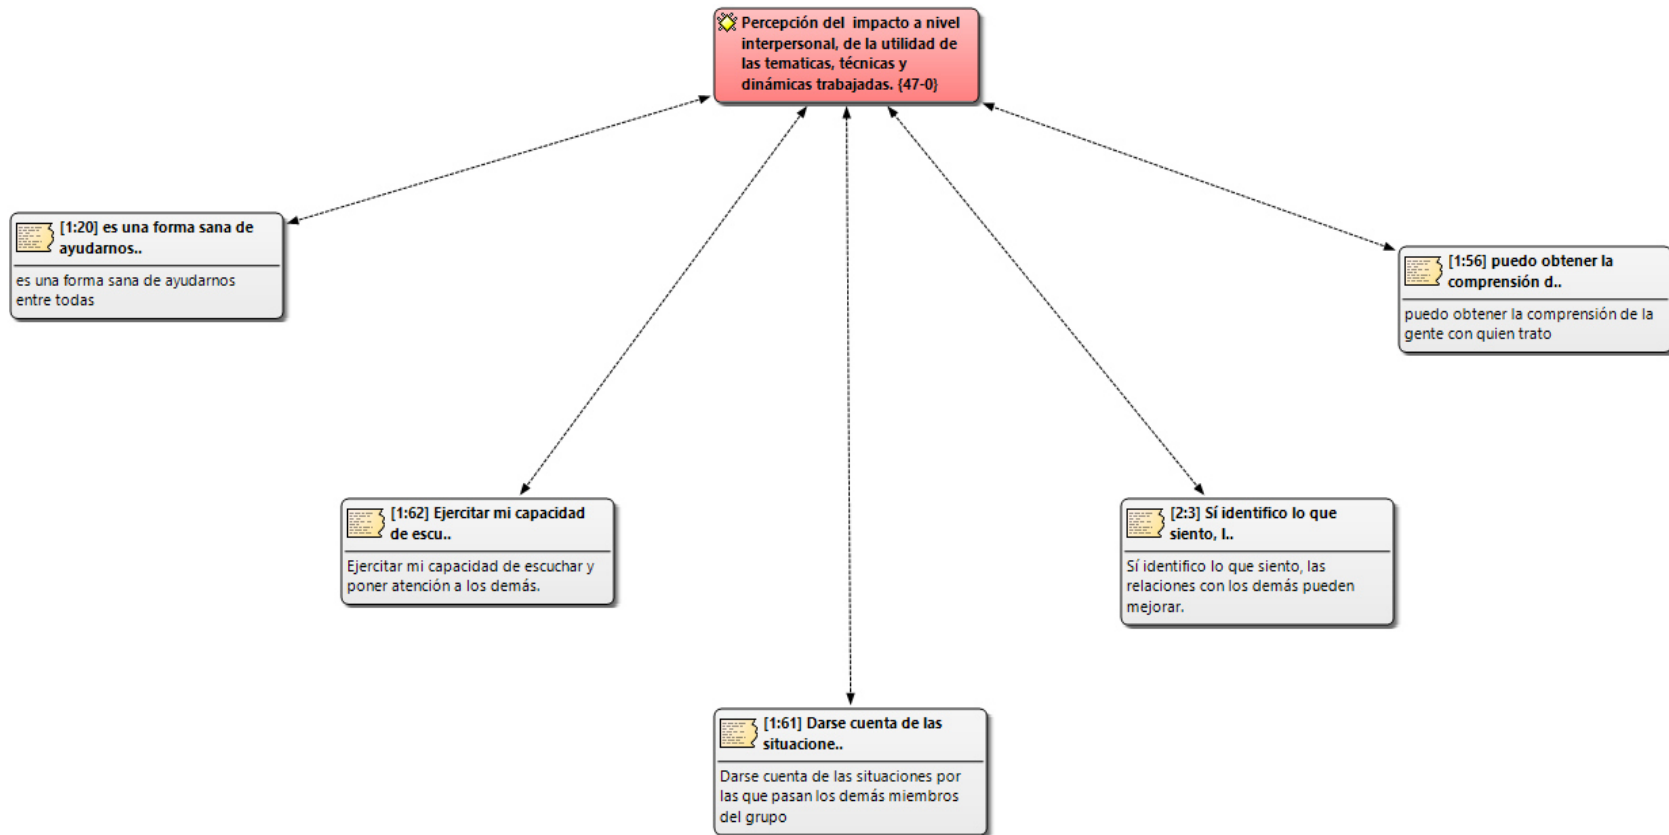 Percepción del impacto a nivel
interpersonal, de la utilidad de
las tematicas, técnicas y
dinámicas trabajadas. {47-0}
[1:20] es una forma sana de
ayudarnos..
es una forma sana de ayudarnos
entre todas
[1:56] puedo obtener la
comprensión d..
puedo obtener la comprensión de la
gente con quien trato
[1:62] Ejercitar mi capacidad
de escu..
Ejercitar mi capacidad de escuchar y
poner atención a los demás.
[2:3] Sí identifico lo que
siento, l..
Sí identifico lo que siento, las
relaciones con los demás pueden
mejorar.
[1:61] Darse cuenta de las
situacione..
Darse cuenta de las situaciones por
las que pasan los demás miembros
del grupo